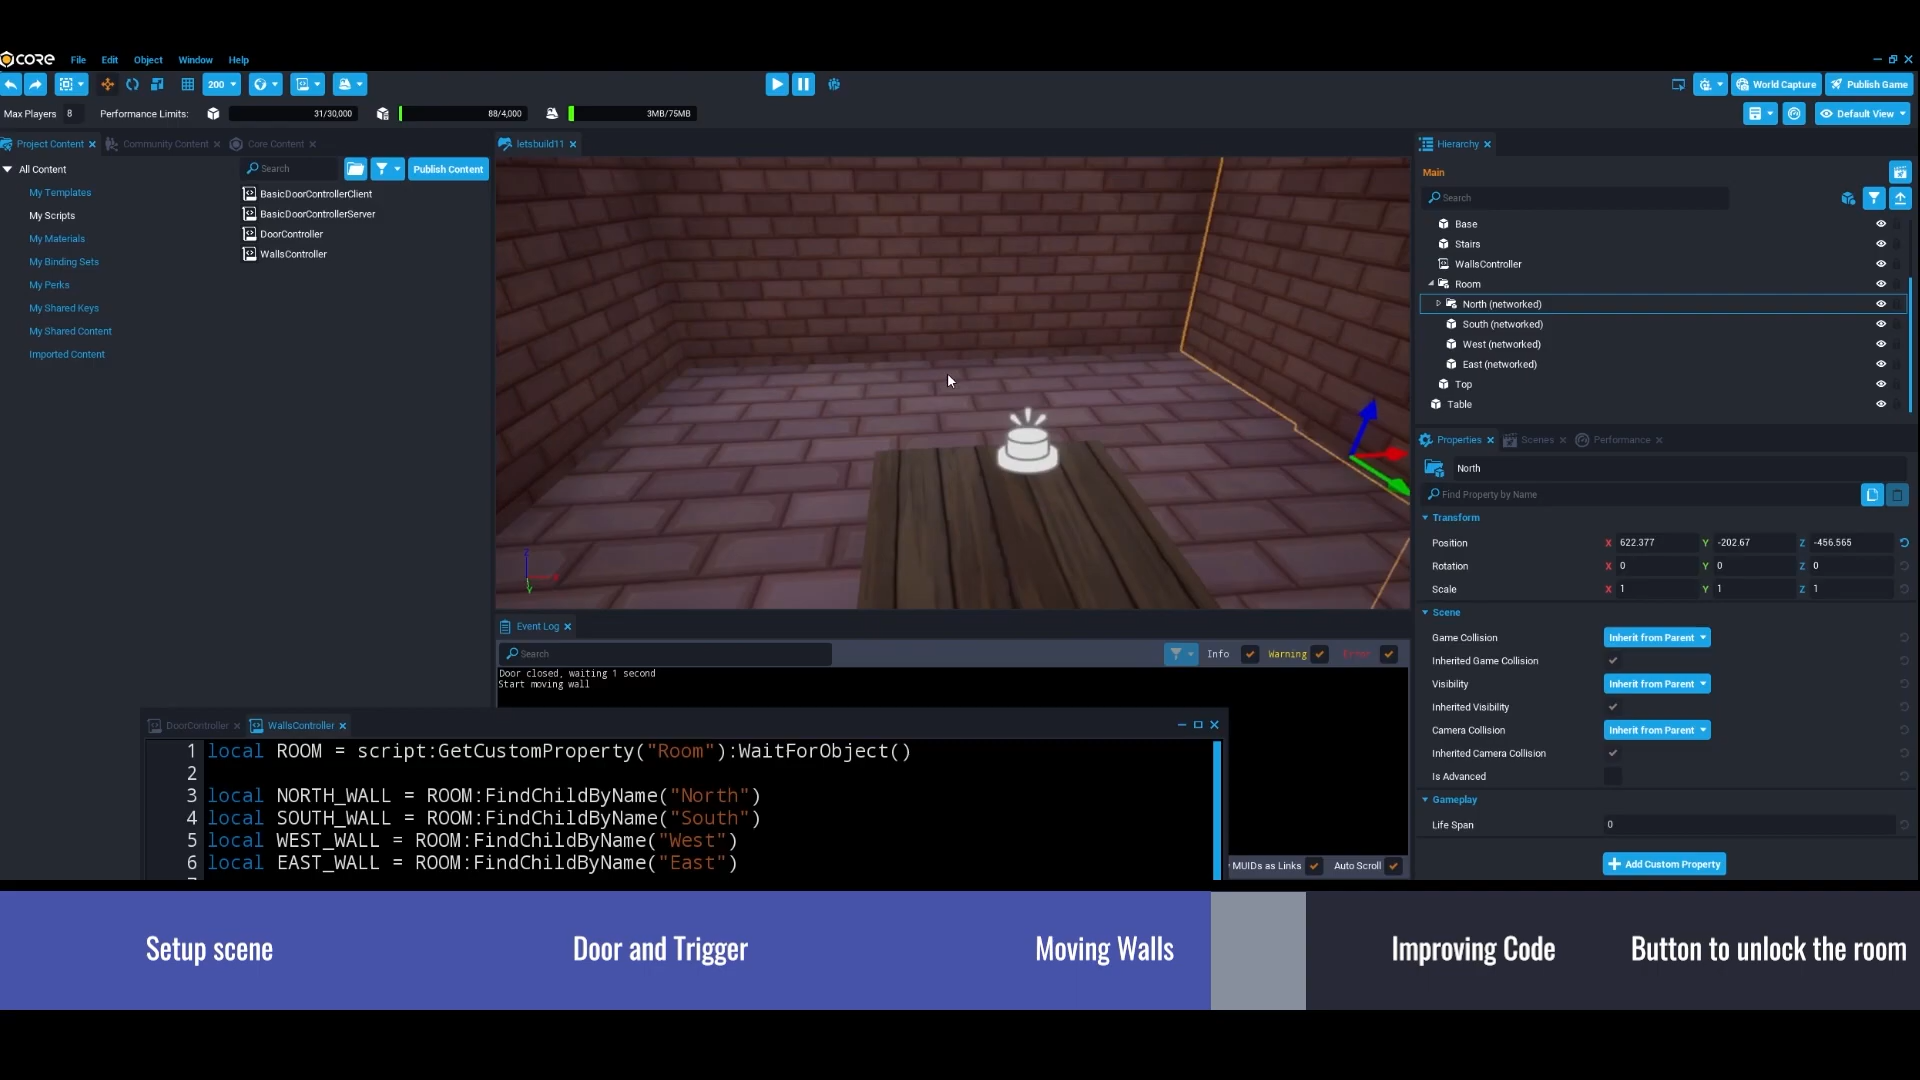 CORE File Edit Object Window Help
200 World Capture Publish Game
Max Players 8 Performance Limits: 31/30,000 88/4,000 3MB/75MB Default View
Project Content Community Content Core Content
All Content
Search Publish Content
My Templates
My Scripts
My Materials
My Binding Sets
My Perks
My Shared Keys
My Shared Content
Imported Content
BasicDoorControllerClient
BasicDoorControllerServer
DoorController
WallsController
letsbuild11
Z
Y
Event Log
Search Info Warning Error
Door closed, waiting 1 second
Start moving wall
MUIDs as Links Auto Scroll
Hierarchy
Main
Search
Base
Stairs
WallsController
Room
North (networked)
South (networked)
West (networked)
East (networked)
Top
Table
Properties Scenes Performance
North
Find Property by Name
Transform
Position X 622.377 Y -202.67 Z -456.565
Rotation X 0 Y 0 Z 0
Scale X 1 Y 1 Z 1
Scene
Game Collision Inherit from Parent
Inherited Game Collision
Visibility Inherit from Parent
Inherited Visibility
Camera Collision Inherit from Parent
Inherited Camera Collision
Is Advanced
Gameplay
Life Span 0
Add Custom Property
DoorController WallsController
1 local ROOM = script:GetCustomProperty("Room"):WaitForObject()
2
3 local NORTH_WALL = ROOM:FindChildByName("North")
4 local SOUTH_WALL = ROOM:FindChildByName("South")
5 local WEST_WALL = ROOM:FindChildByName("West")
6 local EAST_WALL = ROOM:FindChildByName("East")
Setup scene Door and Trigger Moving Walls Improving Code Button to unlock the room